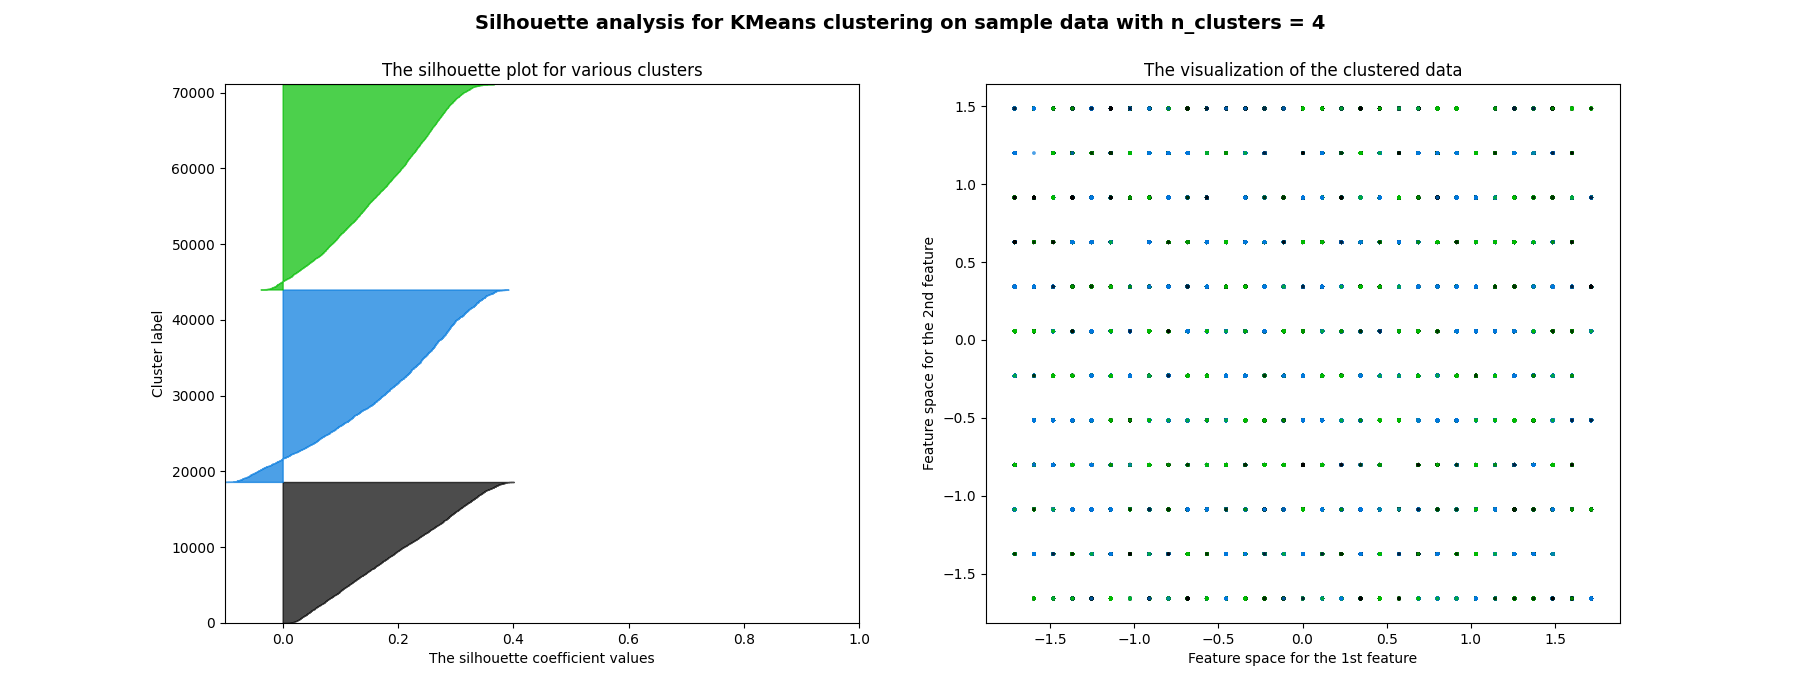 Silhouette analysis for KMeans clustering on sample data with n_clusters = 4
The silhouette plot for various clusters
Cluster label
70000
60000
50000
40000
30000
20000
10000
0
0.0 0.2 0.4 0.6 0.8 1.0
The silhouette coefficient values
The visualization of the clustered data
Feature space for the 2nd feature
1.5
1.0
0.5
0.0
−0.5
−1.0
−1.5
−1.5 −1.0 −0.5 0.0 0.5 1.0 1.5
Feature space for the 1st feature